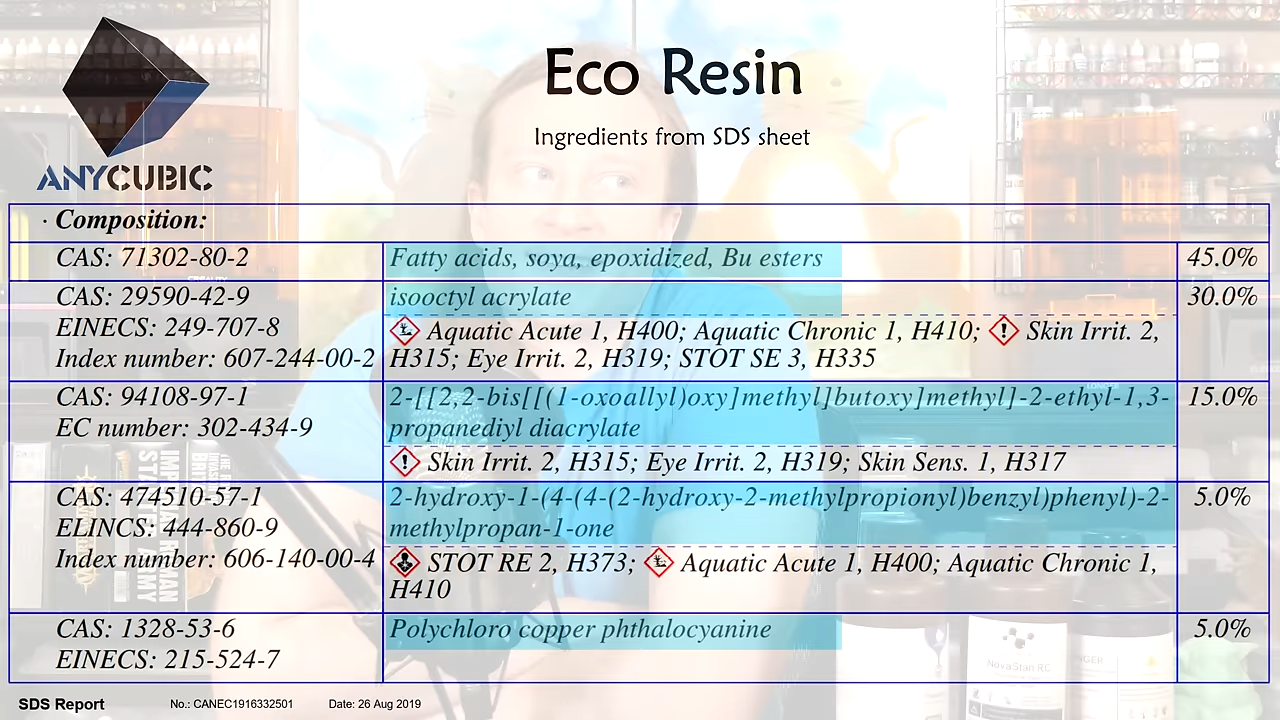 Eco Resin
Ingredients from SDS sheet
ANYCUBIC
· Composition:
CAS: 71302-80-2
Fatty acids, soya, epoxidized, Bu esters
45.0%
CAS: 29590-42-9
EINECS: 249-707-8
Index number: 607-244-00-2
isooctyl acrylate
30.0%
Aquatic Acute 1, H400; Aquatic Chronic 1, H410; Skin Irrit. 2,
H315; Eye Irrit. 2, H319; STOT SE 3, H335
CAS: 94108-97-1
EC number: 302-434-9
2-[[2,2-bis[[(1-oxoallyl)oxy]methyl]butoxy]methyl]-2-ethyl-1,3-
propanediyl diacrylate
15.0%
Skin Irrit. 2, H315; Eye Irrit. 2, H319; Skin Sens. 1, H317
CAS: 474510-57-1
ELINCS: 444-860-9
Index number: 606-140-00-4
2-hydroxy-1-(4-(4-(2-hydroxy-2-methylpropionyl)benzyl)phenyl)-2-
methylpropan-1-one
5.0%
STOT RE 2, H373; Aquatic Acute 1, H400; Aquatic Chronic 1,
H410
CAS: 1328-53-6
EINECS: 215-524-7
Polychloro copper phthalocyanine
5.0%
NovaStan RC
SDS Report
No.: CANEC1916332501
Date: 26 Aug 2019